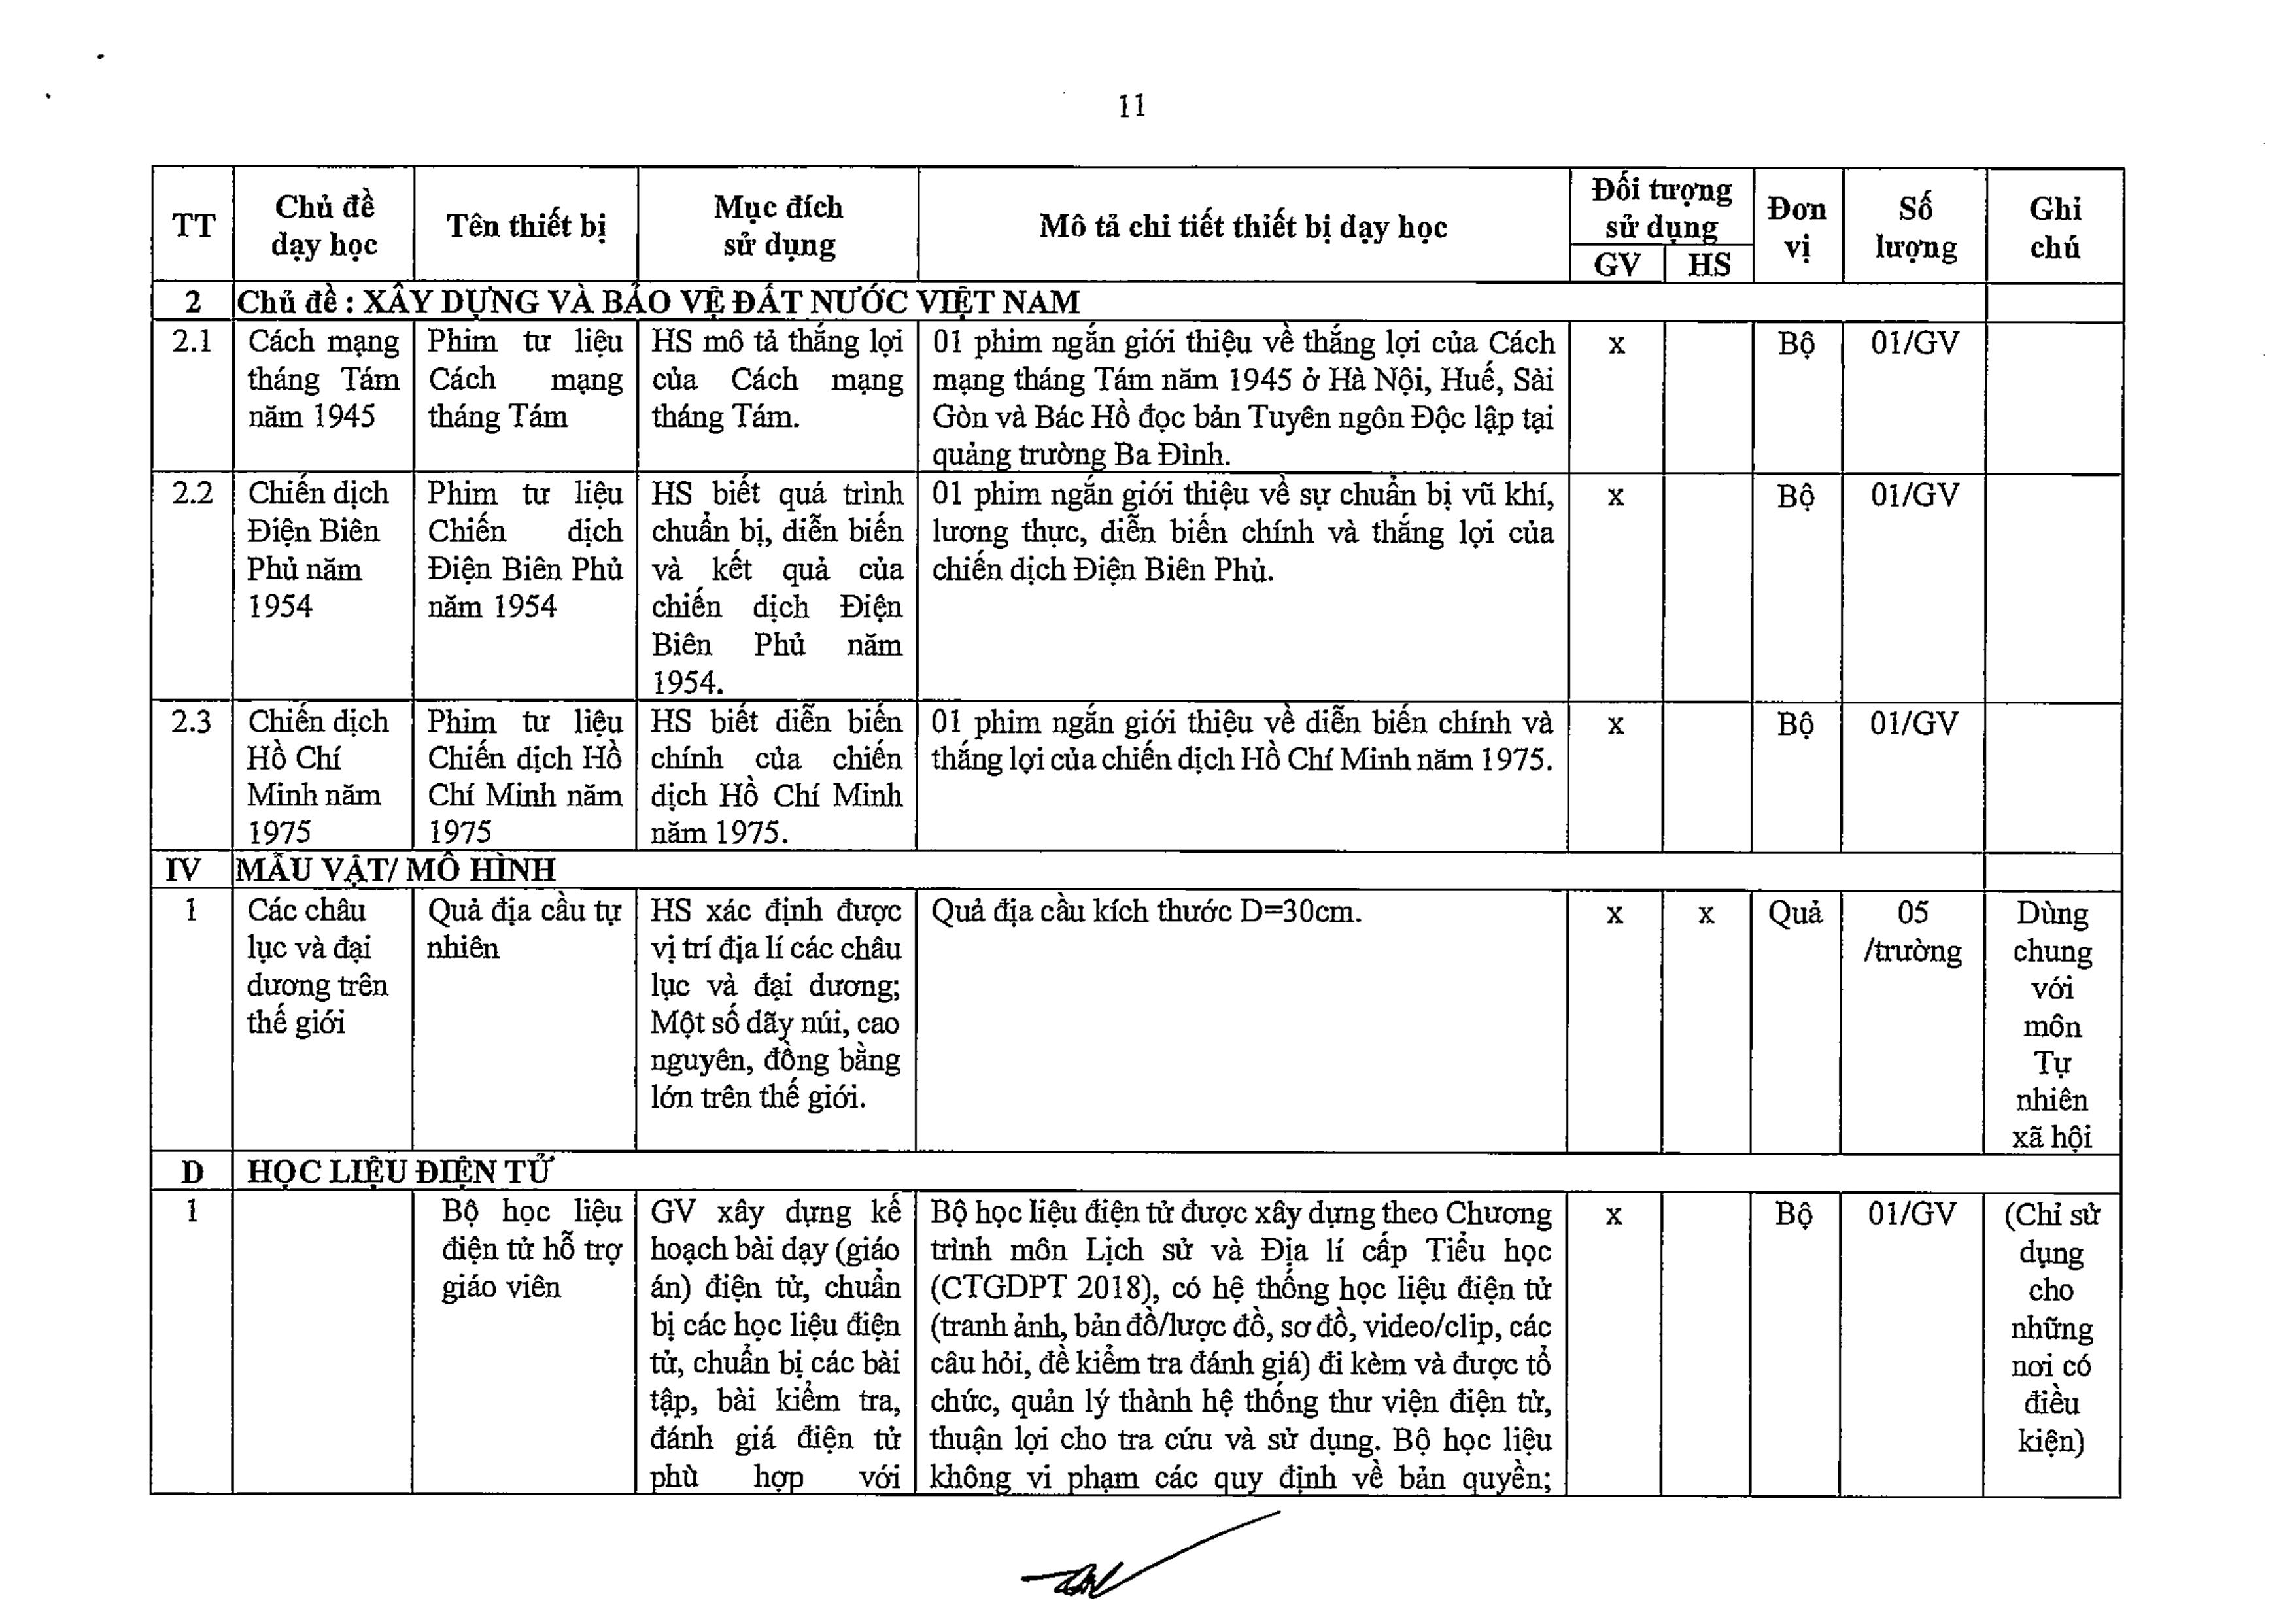 11
TT
Chủ đề
dạy học
Tên thiết bị
Mục đích
sử dụng
Mô tả chi tiết thiết bị dạy học
Đối tượng
sử dụng
GV
HS
Đơn
vị
Số
lượng
Ghi
chú
2
Chủ đề : XÂY DỰNG VÀ BẢO VỆ ĐẤT NƯỚC VIỆT NAM
2.1
Cách mạng
tháng Tám
năm 1945
Phim tư liệu
Cách mạng
tháng Tám
HS mô tả thắng lợi
của Cách mạng
tháng Tám.
01 phim ngắn giới thiệu về thắng lợi của Cách
mạng tháng Tám năm 1945 ở Hà Nội, Huế, Sài
Gòn và Bác Hồ đọc bản Tuyên ngôn Độc lập tại
quảng trường Ba Đình.
x
Bộ
01/GV
2.2
Chiến dịch
Điện Biên
Phủ năm
1954
Phim tư liệu
Chiến dịch
Điện Biên Phủ
năm 1954
HS biết quá trình
chuẩn bị, diễn biến
và kết quả của
chiến dịch Điện
Biên Phủ năm
1954.
01 phim ngắn giới thiệu về sự chuẩn bị vũ khí,
lương thực, diễn biến chính và thắng lợi của
chiến dịch Điện Biên Phủ.
x
Bộ
01/GV
2.3
Chiến dịch
Hồ Chí
Minh năm
1975
Phim tư liệu
Chiến dịch Hồ
Chí Minh năm
1975
HS biết diễn biến
chính của chiến
dịch Hồ Chí Minh
năm 1975.
01 phim ngắn giới thiệu về diễn biến chính và
thắng lợi của chiến dịch Hồ Chí Minh năm 1975.
x
Bộ
01/GV
IV
MẪU VẬT/ MÔ HÌNH
1
Các châu
lục và đại
dương trên
thế giới
Quả địa cầu tự
nhiên
HS xác định được
vị trí địa lí các châu
lục và đại dương;
Một số dãy núi, cao
nguyên, đồng bằng
lớn trên thế giới.
Quả địa cầu kích thước D=30cm.
x
x
Quả
05
/trường
Dùng
chung
với
môn
Tự
nhiên
xã hội
D
HỌC LIỆU ĐIỆN TỬ
1
Bộ học liệu
điện tử hỗ trợ
giáo viên
GV xây dựng kế
hoạch bài dạy (giáo
án) điện tử, chuẩn
bị các học liệu điện
tử, chuẩn bị các bài
tập, bài kiểm tra,
đánh giá điện tử
phù hợp với
Bộ học liệu điện tử được xây dựng theo Chương
trình môn Lịch sử và Địa lí cấp Tiểu học
(CTGDPT 2018), có hệ thống học liệu điện tử
(tranh ảnh, bản đồ/lược đồ, sơ đồ, video/clip, các
câu hỏi, đề kiểm tra đánh giá) đi kèm và được tổ
chức, quản lý thành hệ thống thư viện điện tử,
thuận lợi cho tra cứu và sử dụng. Bộ học liệu
không vi phạm các quy định về bản quyền;
x
Bộ
01/GV
(Chỉ sử
dụng
cho
những
nơi có
điều
kiện)